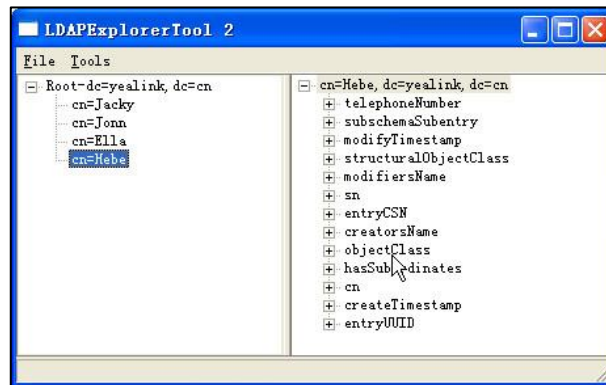 LDAPExplorerTool 2
File Tools
Root-dc=yealink, dc=cn
cn=Jacky
cn=Jonn
cn=Ella
cn=Hebe
cn=Hebe, dc=yealink, dc=cn
telephoneNumber
subschemaSubentry
modifyTimestamp
structuralObjectClass
modifiersName
sn
entryCSN
creatorsName
objectClass
hasSubordinates
cn
createTimestamp
entryUUID